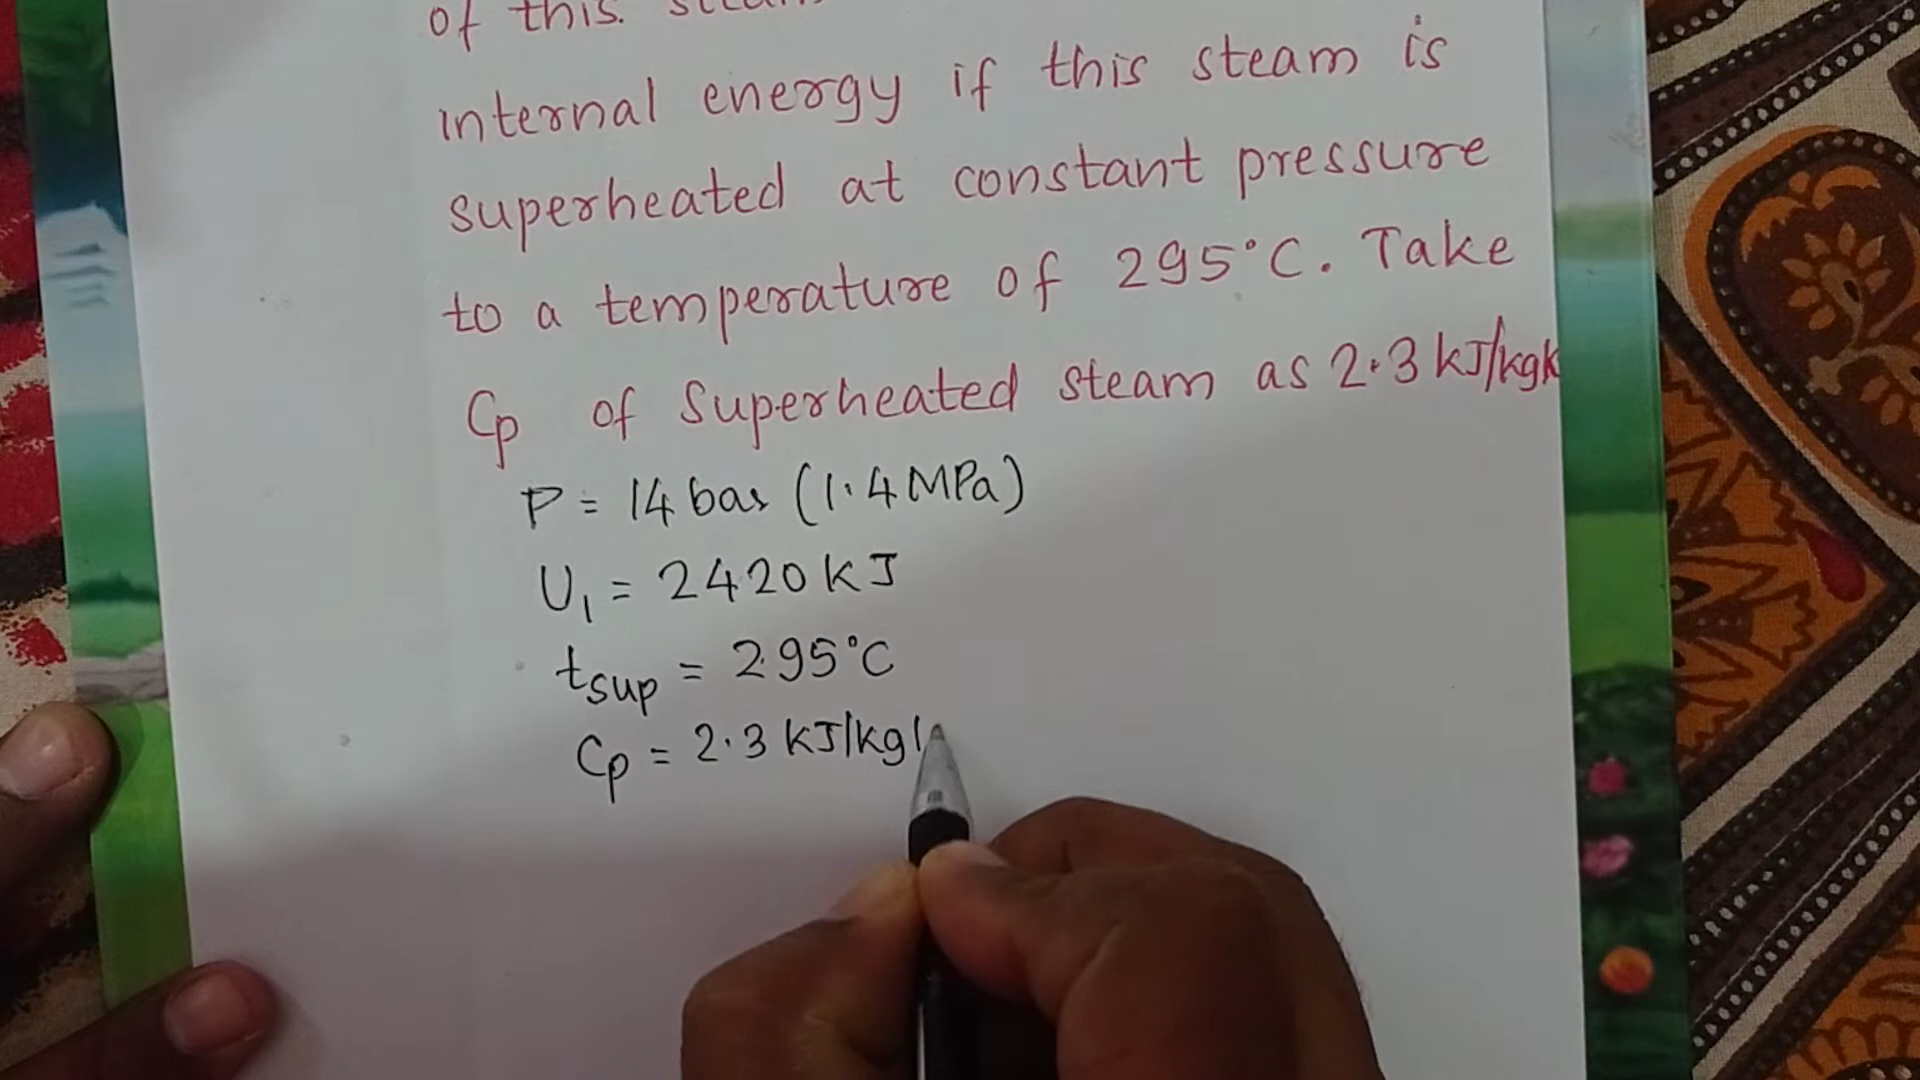 of this steam
internal energy if this steam is
superheated at constant pressure
to a temperature of 295°C. Take
Cp of Superheated steam as 2.3 kJ/kgk
P = 14 bar (1.4 MPa)
U₁ = 2420 kJ
tsup = 295°C
Cp = 2.3 kJ/kg